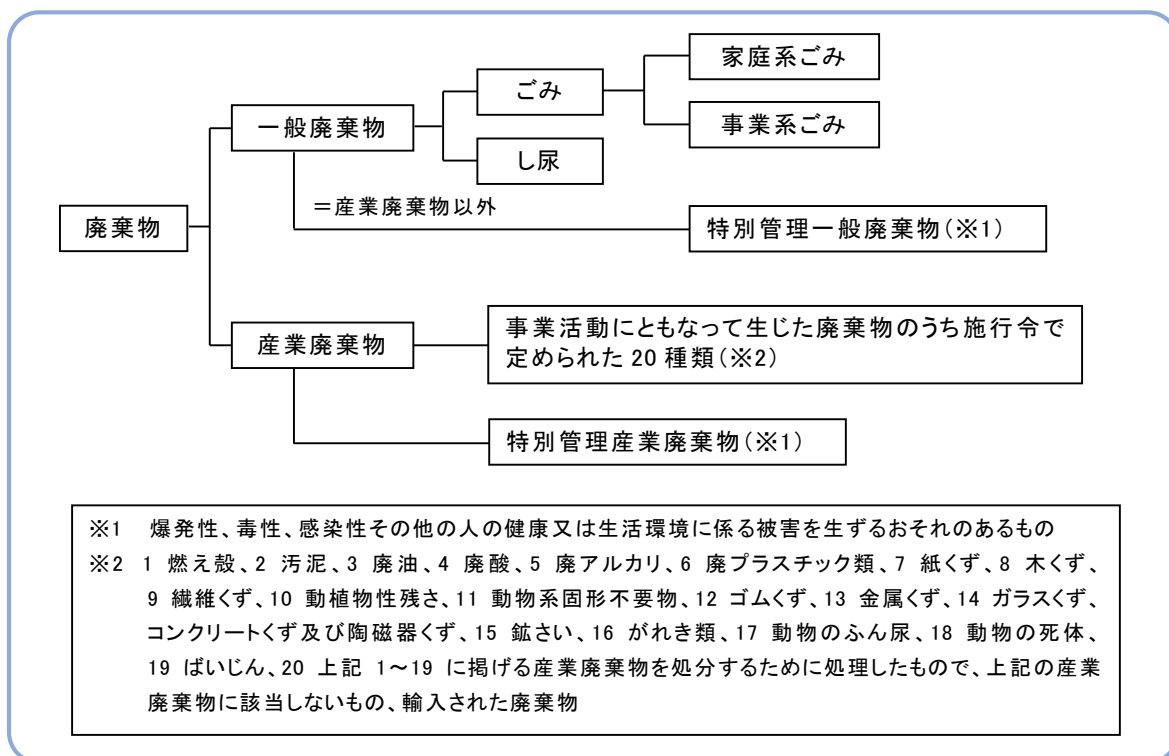 家庭系ごみ
ごみ
一般廃棄物
事業系ごみ
し尿
=産業廃棄物以外
廃棄物
特別管理一般廃棄物(※1)
事業活動にともなって生じた廃棄物のうち施行令で
定められた 20 種類(※2)
産業廃棄物
特別管理産業廃棄物(※1)
※1 爆発性、毒性、感染性その他の人の健康又は生活環境に係る被害を生ずるおそれのあるもの
※2 1 燃え殻、2 汚泥、3 廃油、4 廃酸、5 廃アルカリ、6 廃プラスチック類、7 紙くず、8 木くず、
9 繊維くず、10 動植物性残さ、11 動物系固形不要物、12 ゴムくず、13 金属くず、14 ガラスくず、
コンクリートくず及び陶磁器くず、15 鉱さい、16 がれき類、17 動物のふん尿、18 動物の死体、
19 ばいじん、20 上記 1~19 に掲げる産業廃棄物を処分するために処理したもので、上記の産業
廃棄物に該当しないもの、輸入された廃棄物